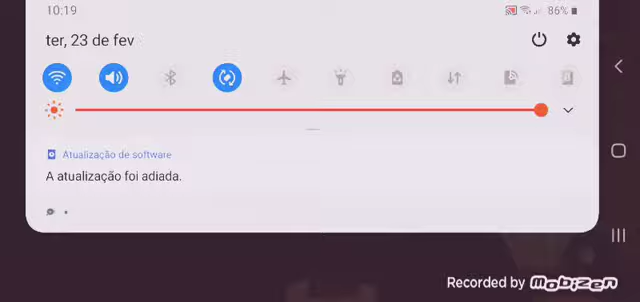 10:19
86%
ter, 23 de fev
Atualização de software
A atualização foi adiada.
Recorded by
mobizen